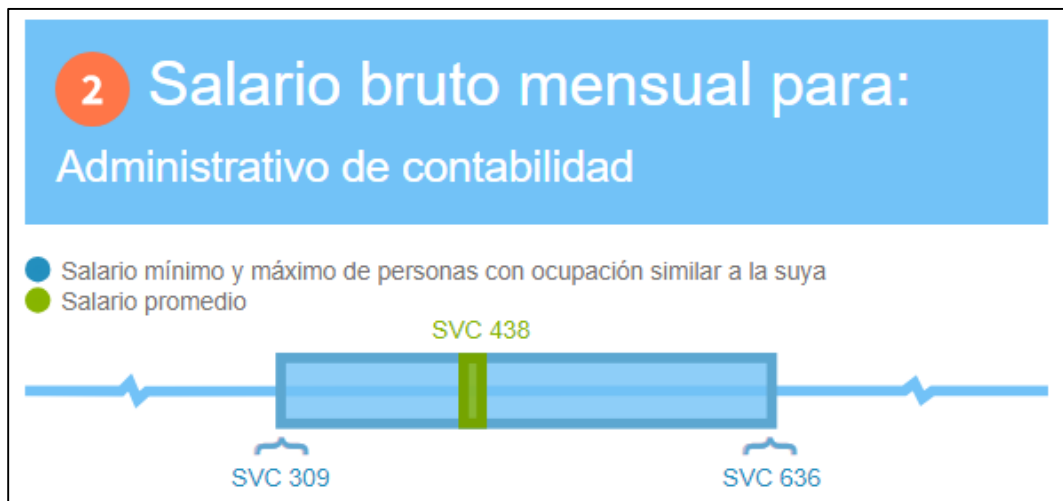 2 Salario bruto mensual para:
Administrativo de contabilidad
Salario mínimo y máximo de personas con ocupación similar a la suya
Salario promedio
SVC 438
SVC 309
SVC 636